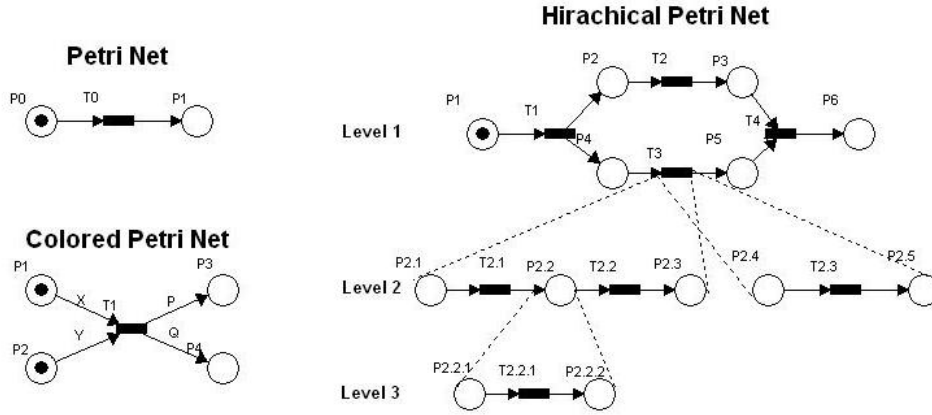 Hirachical Petri Net
Petri Net
P0 T0 P1
P1 T1 P2 T2 P3 P6
Level 1
P4 T3 P5 T4
Colored Petri Net
P1 P3
X T1 P
Y Q
P2 P4
P2.1 T2.1 P2.2 T2.2 P2.3 P2.4 T2.3 P2.5
Level 2
P2.2.1 T2.2.1 P2.2.2
Level 3